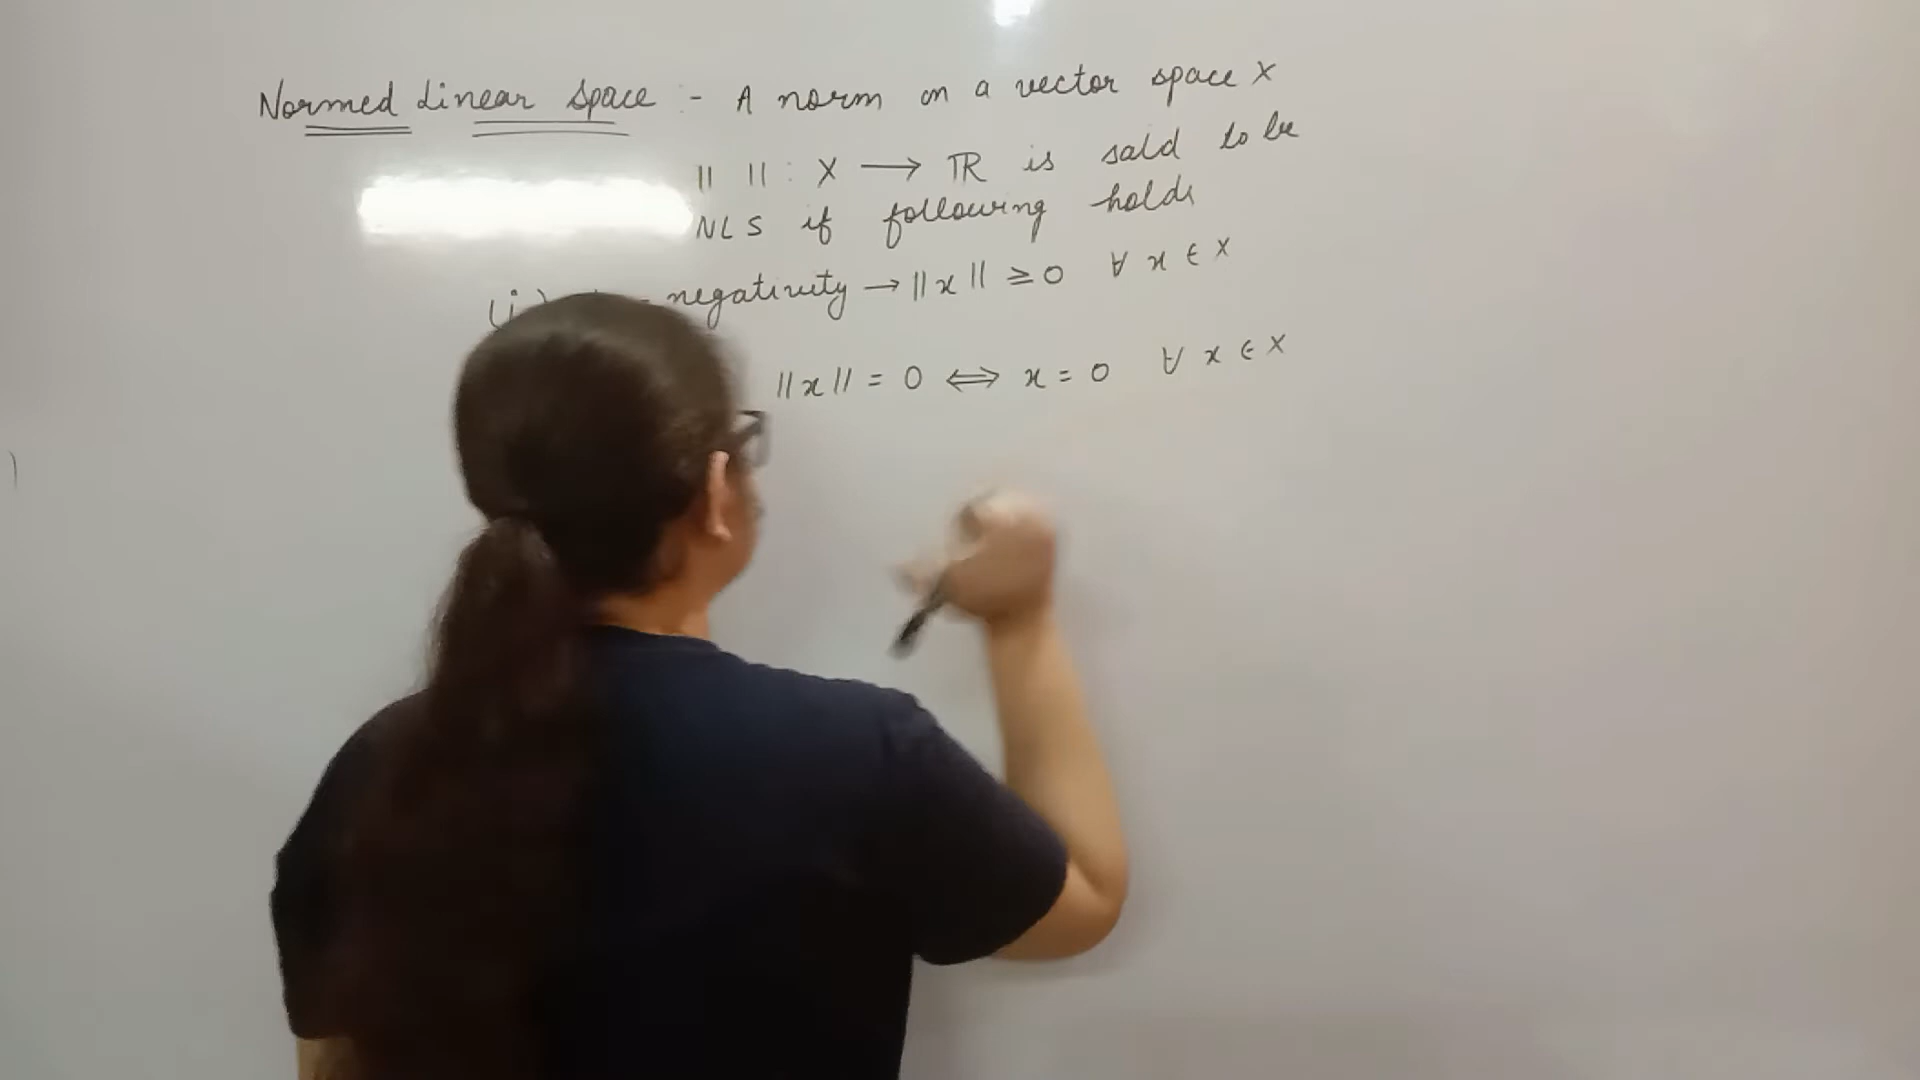 Normed Linear Space :- A norm on a vector space X
|| || : X → ℝ is said to be
NLS if following holds
(i) negativity → ||x|| ≥ 0 ∀ x ∈ X
||x|| = 0 ⟺ x = 0 ∀ x ∈ X